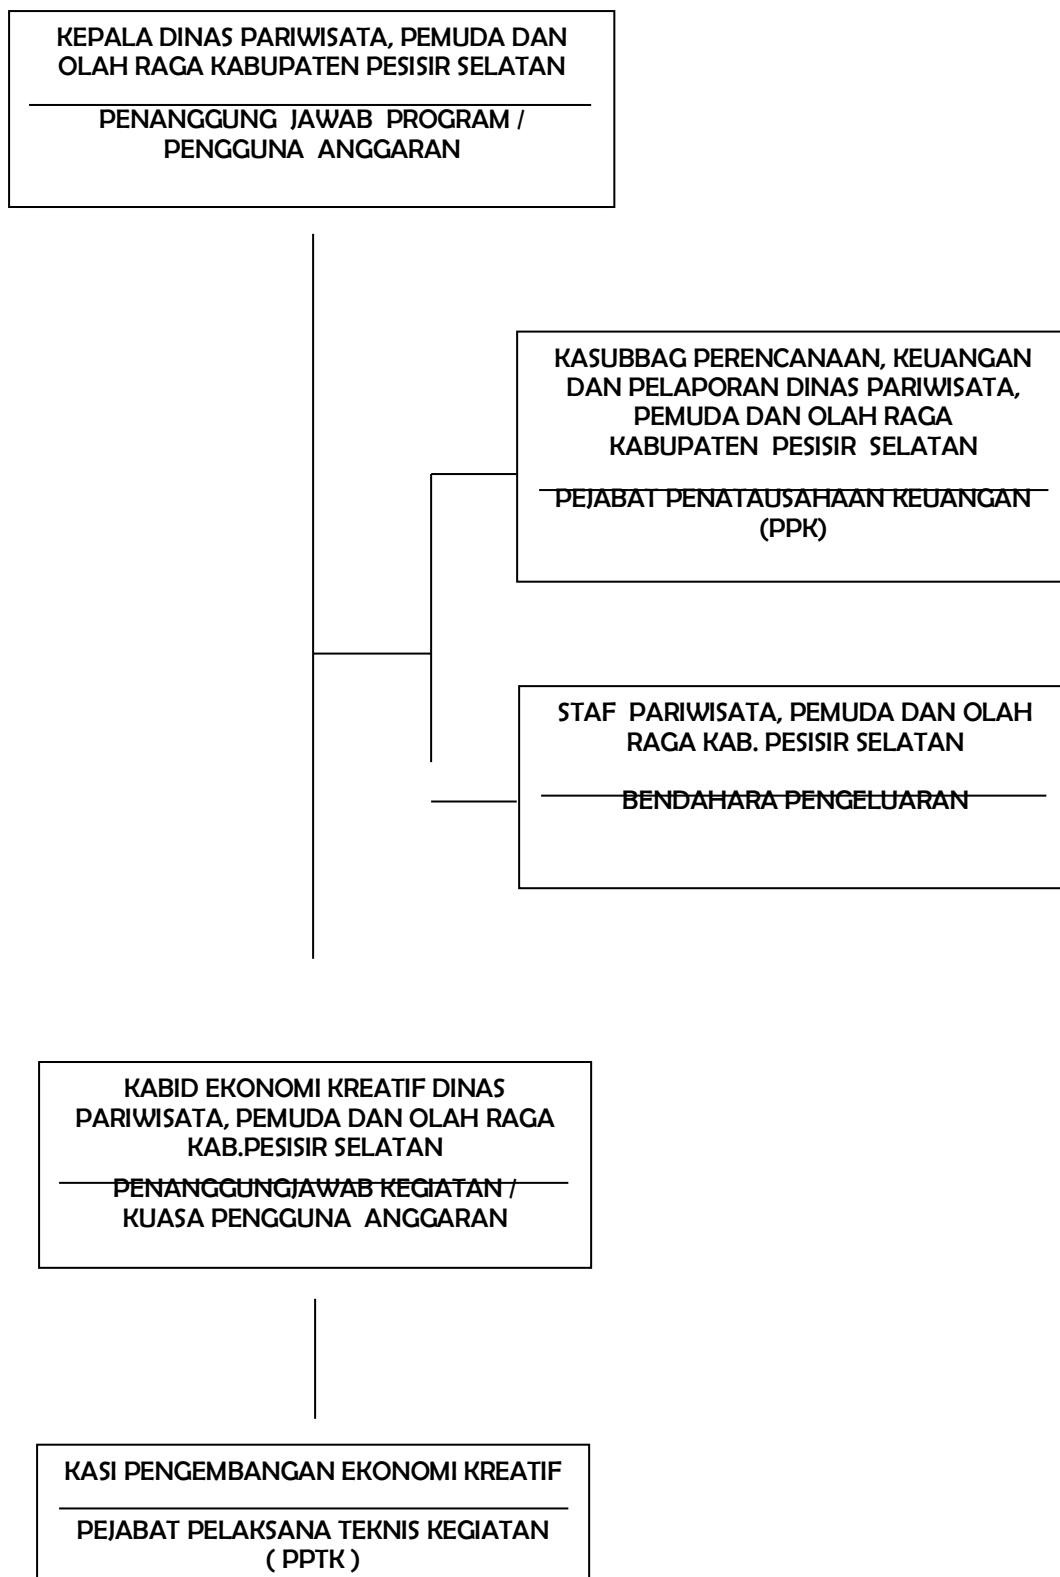 KEPALA DINAS PARIWISATA, PEMUDA DAN
OLAH RAGA KABUPATEN PESISIR SELATAN
PENANGGUNG JAWAB PROGRAM /
PENGGUNA ANGGARAN
KASUBBAG PERENCANAAN, KEUANGAN
DAN PELAPORAN DINAS PARIWISATA,
PEMUDA DAN OLAH RAGA
KABUPATEN PESISIR SELATAN
PEJABAT PENATAUSAHAAN KEUANGAN
(PPK)
STAF PARIWISATA, PEMUDA DAN OLAH
RAGA KAB. PESISIR SELATAN
BENDAHARA PENGELUARAN
KABID EKONOMI KREATIF DINAS
PARIWISATA, PEMUDA DAN OLAH RAGA
KAB.PESISIR SELATAN
PENANGGUNGJAWAB KEGIATAN /
KUASA PENGGUNA ANGGARAN
KASI PENGEMBANGAN EKONOMI KREATIF
PEJABAT PELAKSANA TEKNIS KEGIATAN
( PPTK )